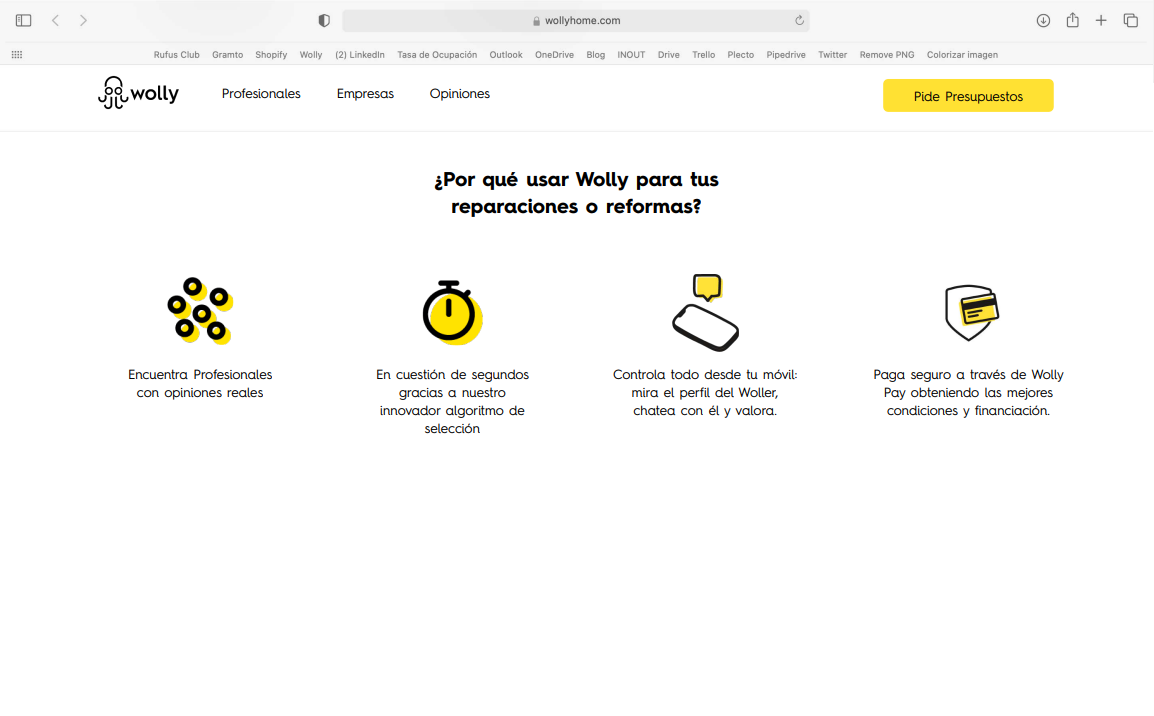 wollyhome.com
Rufus Club Gramto Shopify Wolly (2) LinkedIn Tasa de Ocupación Outlook OneDrive Blog INOUT Drive Trello Plecto Pipedrive Twitter Remove PNG Colorizar imagen
wolly Profesionales Empresas Opiniones Pide Presupuestos
¿Por qué usar Wolly para tus
reparaciones o reformas?
Encuentra Profesionales
con opiniones reales
En cuestión de segundos
gracias a nuestro
innovador algoritmo de
selección
Controla todo desde tu móvil:
mira el perfil del Woller,
chatea con él y valora.
Paga seguro a través de Wolly
Pay obteniendo las mejores
condiciones y financiación.